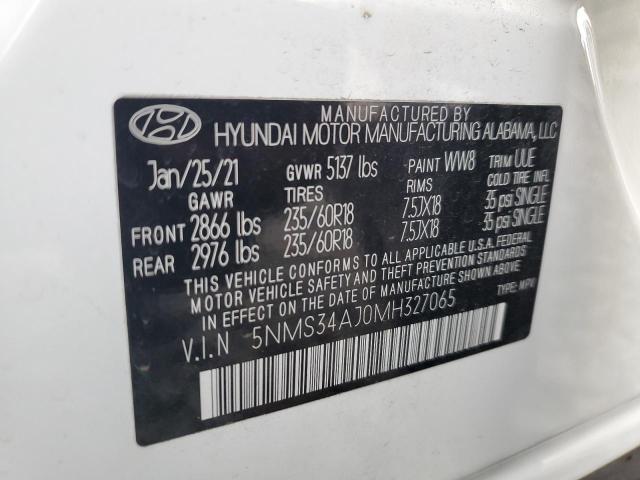 MANUFACTURED BY
HYUNDAI MOTOR MANUFACTURING ALABAMA, LLC
Jan/25/21 GVWR 5137 lbs PAINT WW8 TRIM UUE
GAWR TIRES RIMS COLD TIRE INFL
FRONT 2866 lbs 235/60R18 7.5JX18 35 psi SINGLE
REAR 2976 lbs 235/60R18 7.5JX18 35 psi SINGLE
THIS VEHICLE CONFORMS TO ALL APPLICABLE U.S.A. FEDERAL
MOTOR VEHICLE SAFETY AND THEFT PREVENTION STANDARDS
IN EFFECT ON THE DATE OF MANUFACTURE SHOWN ABOVE.
V.I.N 5NMS34AJ0MH327065 TYPE: MPV